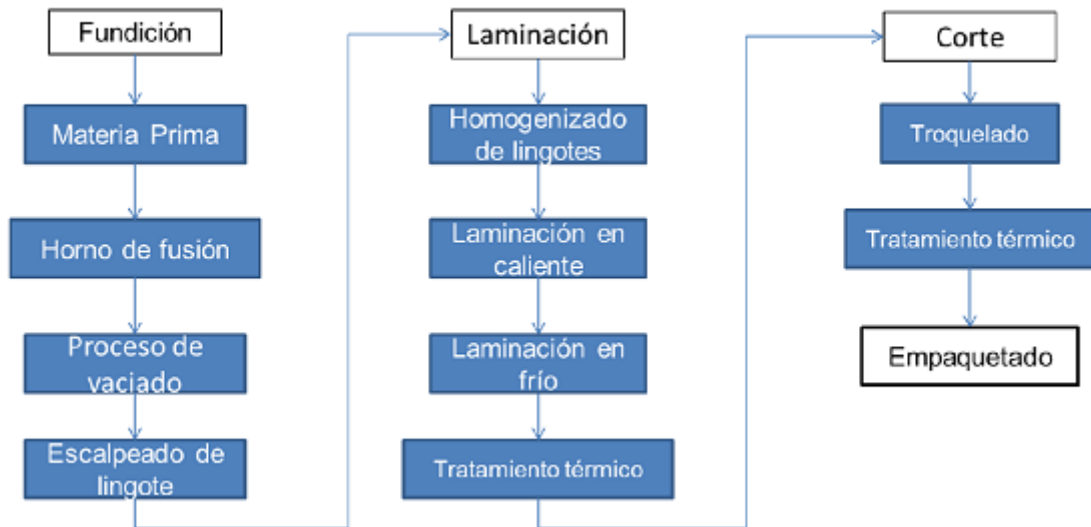 Fundición
Materia Prima
Horno de fusión
Proceso de
vaciado
Escalpeado de
lingote
Laminación
Homogenizado
de lingotes
Laminación en
caliente
Laminación en
frío
Tratamiento térmico
Corte
Troquelado
Tratamiento térmico
Empaquetado